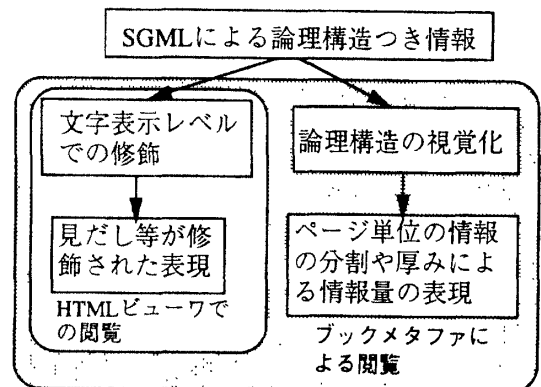 SGMLによる論理構造つき情報
文字表示レベル
での修飾
見だし等が修
飾された表現
HTMLビューワで
の閲覧
論理構造の視覚化
ページ単位の情報
の分割や厚みによ
る情報量の表現
ブックメタファに
よる閲覧